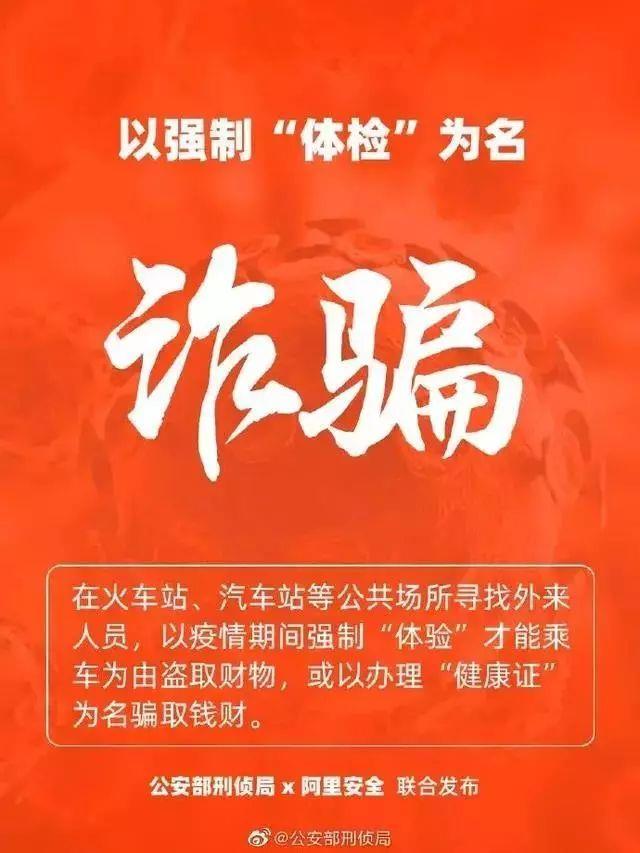 以强制“体检”为名
诈骗
在火车站、汽车站等公共场所寻找外来
人员，以疫情期间强制“体验”才能乘
车为由盗取财物，或以办理“健康证”
为名骗取钱财。
公安部刑侦局 x 阿里安全 联合发布
@公安部刑侦局